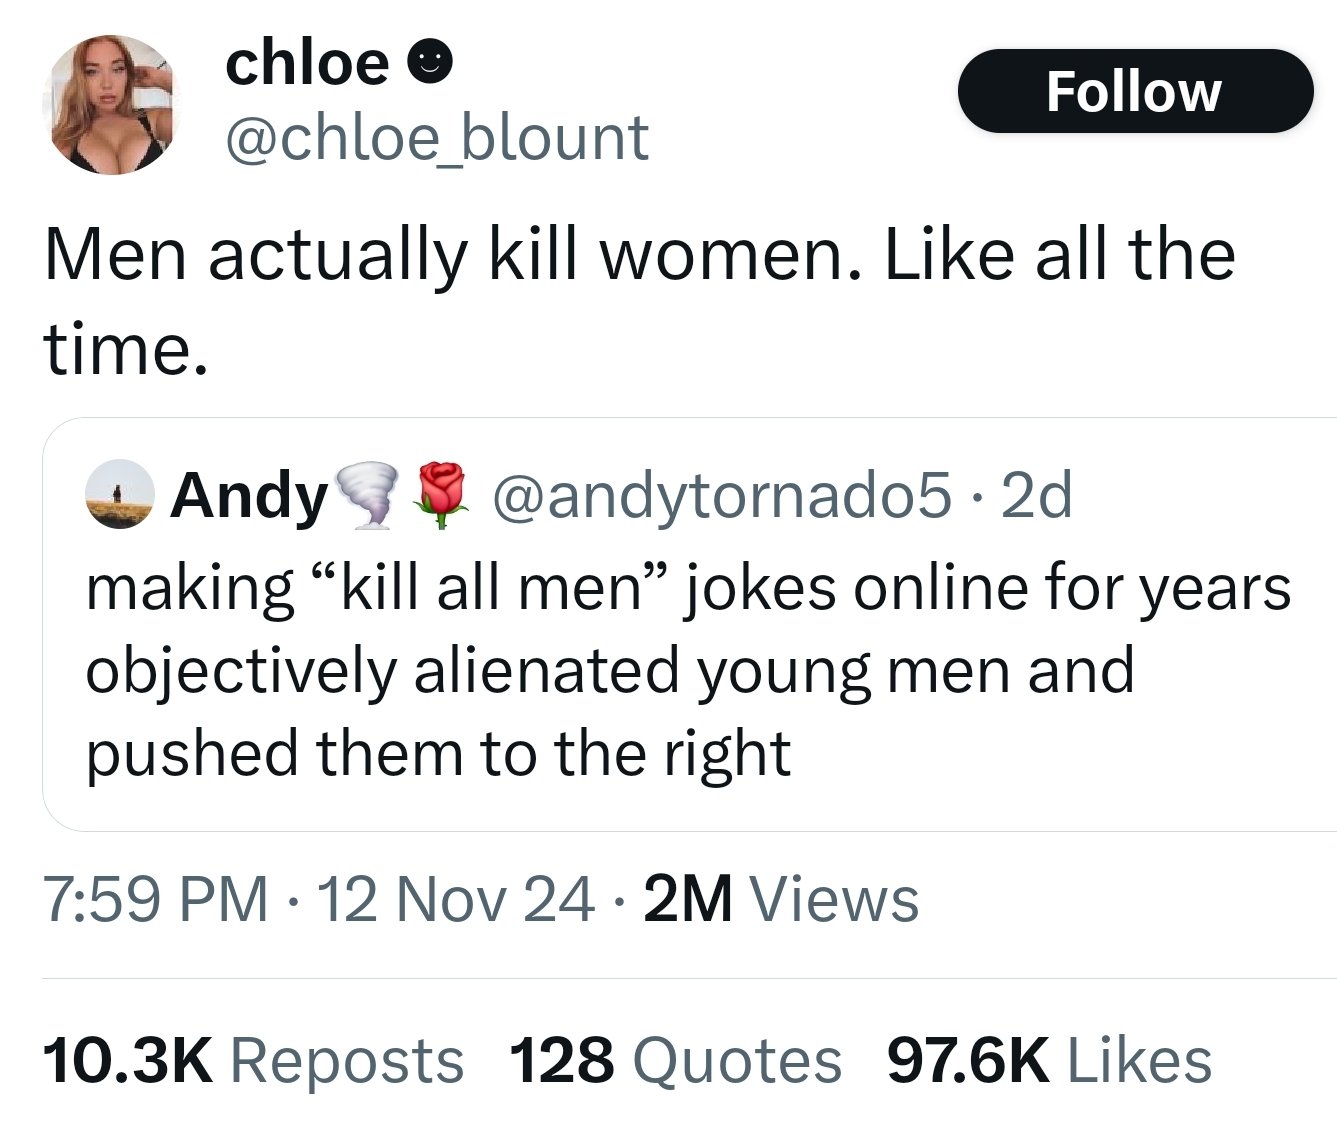 chloe ☻
@chloe_blount
Follow
Men actually kill women. Like all the
time.
Andy🌪️🌹 @andytornado5 · 2d
making “kill all men” jokes online for years
objectively alienated young men and
pushed them to the right
7:59 PM · 12 Nov 24 · 2M Views
10.3K Reposts 128 Quotes 97.6K Likes